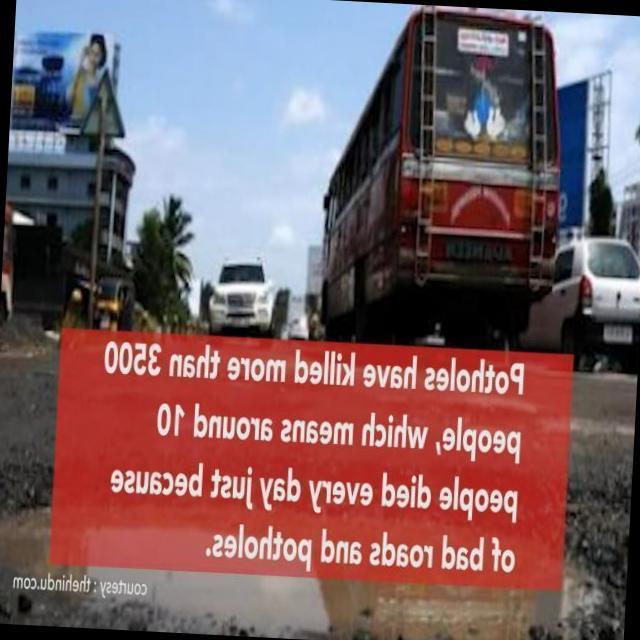 Potholes have killed more than 3500
people, which means around 10
people died every day just because
of bad roads and potholes.
courtesy : thehindu.com